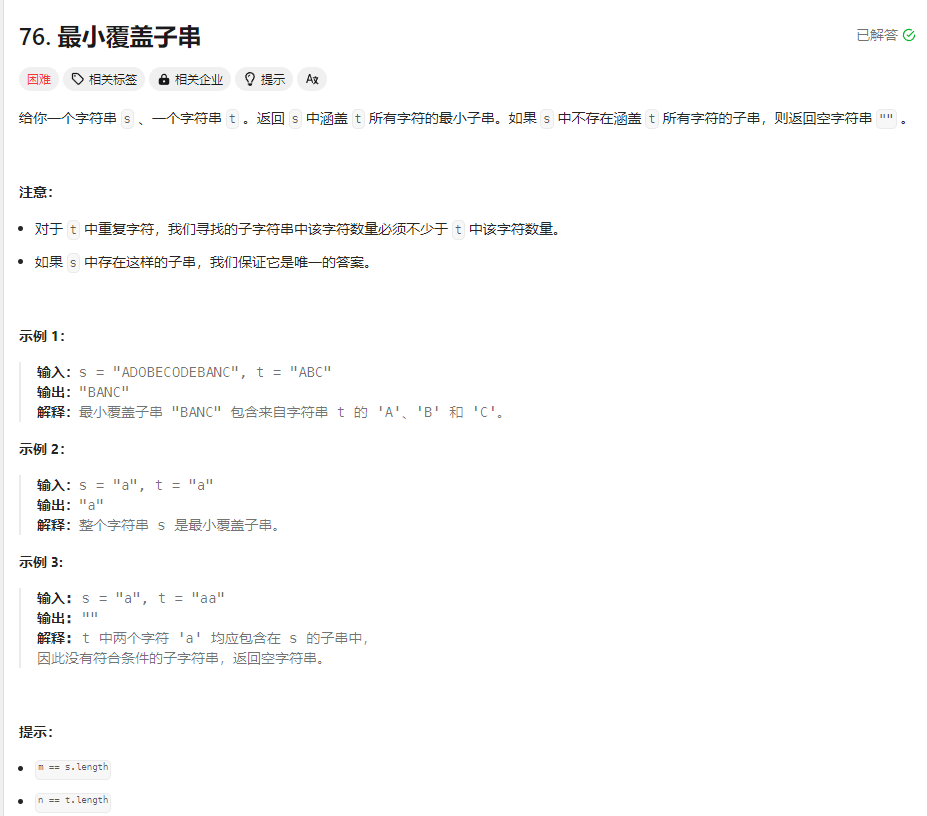 76. 最小覆盖子串
已解答
困难 相关标签 相关企业 提示
给你一个字符串 s 、一个字符串 t 。返回 s 中涵盖 t 所有字符的最小子串。如果 s 中不存在涵盖 t 所有字符的子串，则返回空字符串 "" 。
注意：
对于 t 中重复字符，我们寻找的子字符串中该字符数量必须不少于 t 中该字符数量。
如果 s 中存在这样的子串，我们保证它是唯一的答案。
示例 1：
输入：s = "ADOBECODEBANC", t = "ABC"
输出："BANC"
解释：最小覆盖子串 "BANC" 包含来自字符串 t 的 'A'、'B' 和 'C'。
示例 2：
输入：s = "a", t = "a"
输出："a"
解释：整个字符串 s 是最小覆盖子串。
示例 3:
输入: s = "a", t = "aa"
输出: ""
解释: t 中两个字符 'a' 均应包含在 s 的子串中，
因此没有符合条件的子字符串，返回空字符串。
提示：
m == s.length
n == t.length